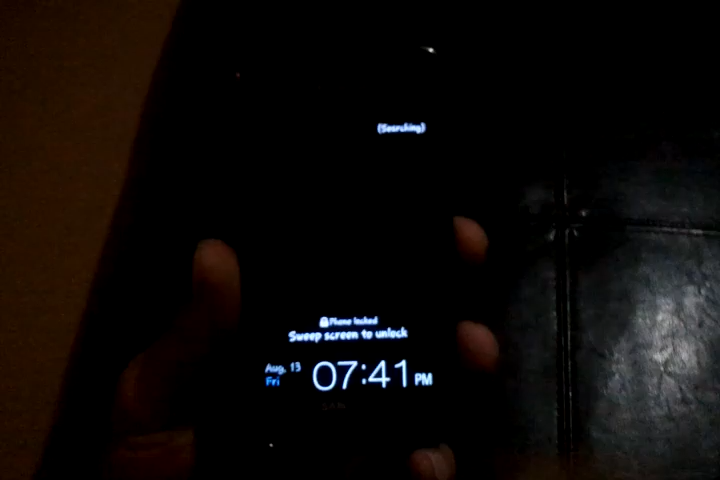 (Searching)
Phone locked
Sweep screen to unlock
Aug. 13
Fri
07:41 PM